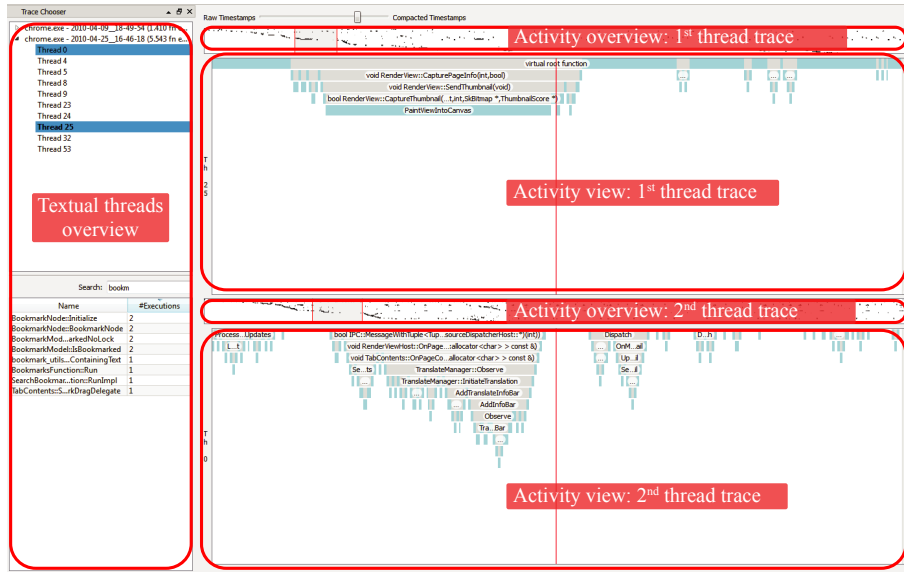 Trace Chooser
Raw Timestamps
Compacted Timestamps
chrome.exe - 2010-04-09__18-49-54 (1.410 fn e...
chrome.exe - 2010-04-25__16-46-18 (5.543 fn e...
Thread 0
Thread 4
Thread 5
Thread 8
Thread 9
Thread 23
Thread 24
Thread 25
Thread 32
Thread 53
Textual threads
overview
Search: bookm
Name #Executions
BookmarkNode::Initialize 2
BookmarkNode::BookmarkNode 2
BookmarkMod...arkedNoLock 2
BookmarkModel::IsBookmarked 2
bookmark_utils...ContainingText 1
BookmarksFunction::Run 1
SearchBookmar...tion::RunImpl 1
TabContents::S...rkDragDelegate 1
Activity overview: 1st thread trace
virtual root function
void RenderView::CapturePageInfo(int,bool)
void RenderView::SendThumbnail(void)
bool RenderView::CaptureThumbnail(...t,int,SkBitmap *,ThumbnailScore *)
PaintViewIntoCanvas
...
...
...
T
h
2
5
Activity view: 1st thread trace
Activity overview: 2nd thread trace
Process...Updates
bool IPC::MessageWithTuple<Tup...sourceDispatcherHost::*)(int))
Dispatch
D...h
...
L...t
void RenderViewHost::OnPage...:allocator<char> > const &)
...
OnM...ail
void TabContents::OnPageCo...allocator<char> > const &)
...
Up...l
Se...ts
TranslateManager::Observe
Se...il
...
TranslateManager::InitiateTranslation
...
...
AddTranslateInfoBar
...
AddInfoBar
...
Observe
Tra...Bar
...
T
h
0
Activity view: 2nd thread trace